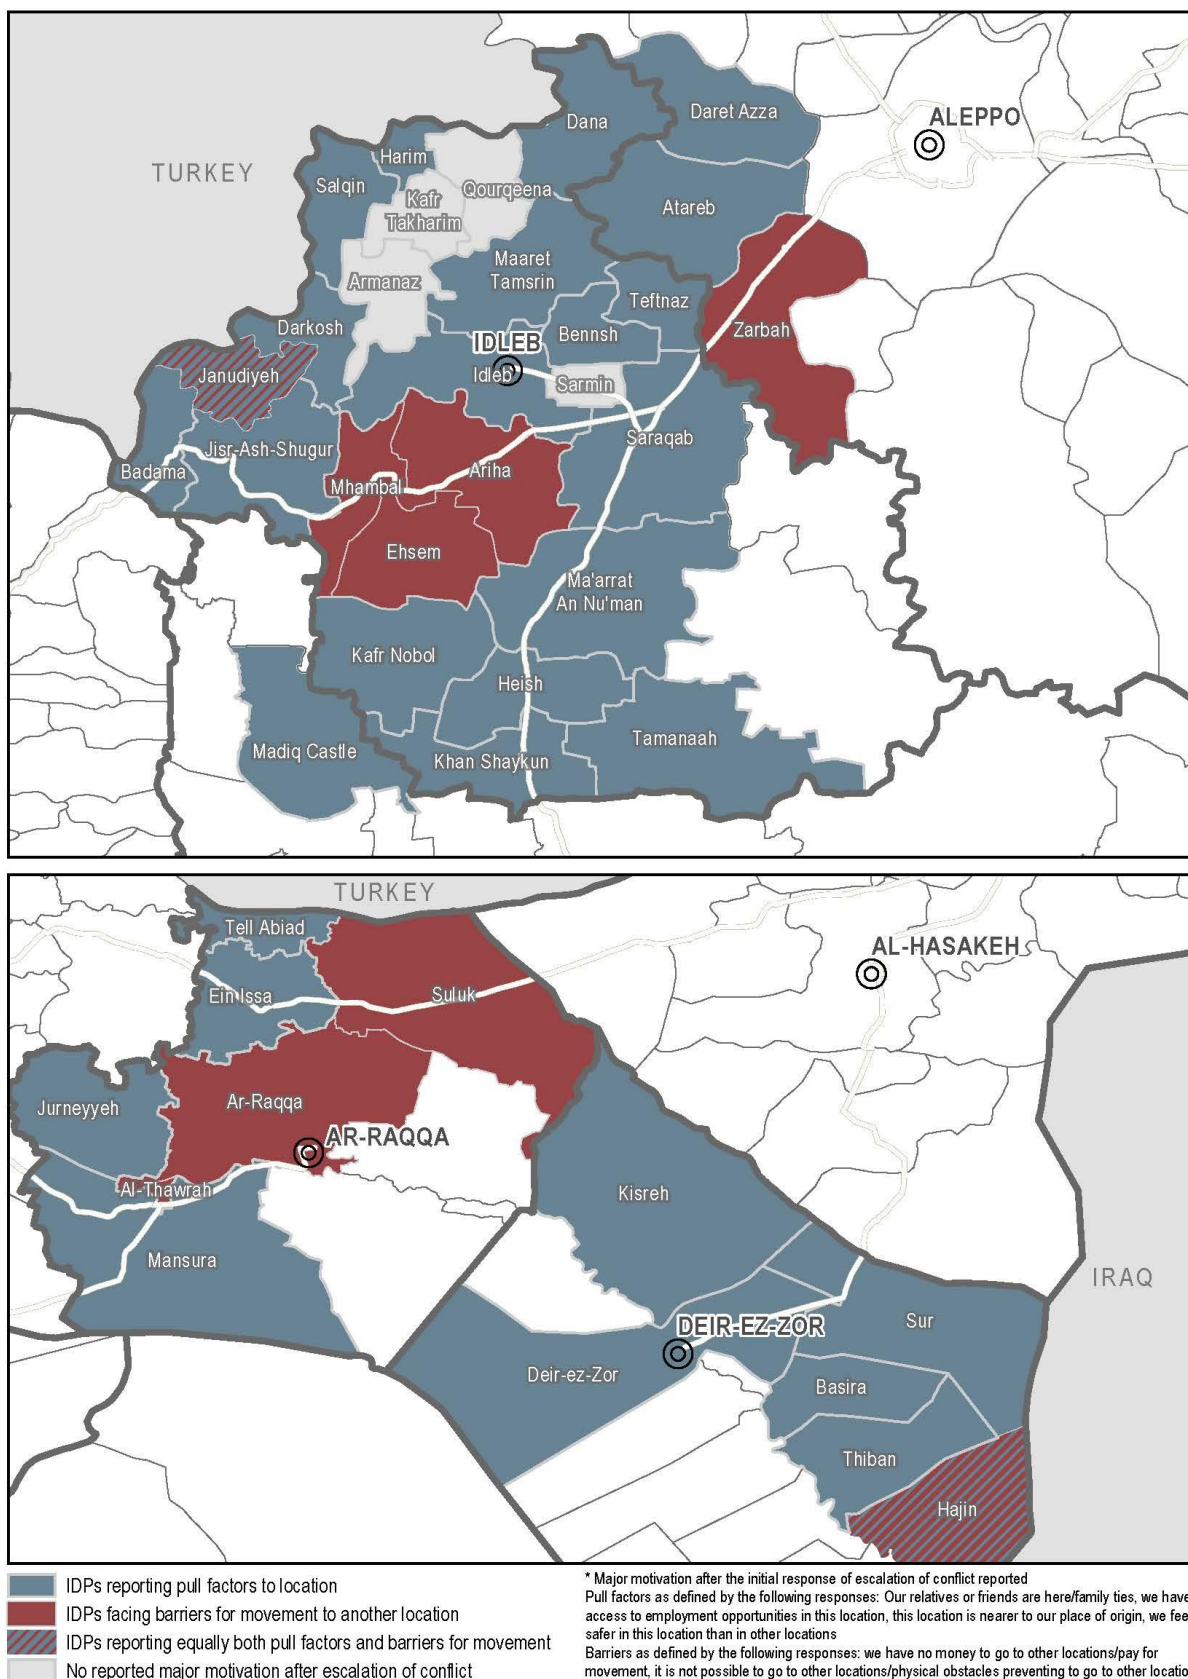 TURKEY
ALEPPO
Dana
Daret Azza
Harim
Salqin
Qourqeena
Kafr
Takharim
Atareb
Armanaz
Maaret
Tamsrin
Teftnaz
Darkosh
Bennsh
Zarbah
IDLEB
Idleb
Janudiyeh
Sarmin
Saraqab
Jisr-Ash-Shugur
Badama
Ariha
Mhambal
Ehsem
Ma'arrat
An Nu'man
Kafr Nobol
Heish
Tamanaah
Madiq Castle
Khan Shaykun
TURKEY
Tell Abiad
AL-HASAKEH
Ein Issa
Suluk
Jurneyyeh
Ar-Raqqa
AR-RAQQA
Al-Thawrah
Kisreh
Mansura
IRAQ
DEIR-EZ-ZOR
Sur
Deir-ez-Zor
Basira
Thiban
Hajin
IDPs reporting pull factors to location
IDPs facing barriers for movement to another location
IDPs reporting equally both pull factors and barriers for movement
No reported major motivation after escalation of conflict
* Major motivation after the initial response of escalation of conflict reported
Pull factors as defined by the following responses: Our relatives or friends are here/family ties, we have
access to employment opportunities in this location, this location is nearer to our place of origin, we fee
safer in this location than in other locations
Barriers as defined by the following responses: we have no money to go to other locations/pay for
movement, it is not possible to go to other locations/physical obstacles preventing to go to other locatio